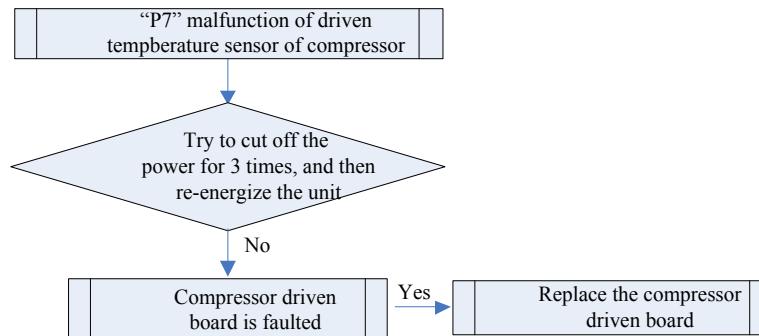 “P7” malfunction of driven
tempberature sensor of compressor
Try to cut off the
power for 3 times, and then
re-energize the unit
No
Compressor driven
board is faulted
Yes
Replace the compressor
driven board